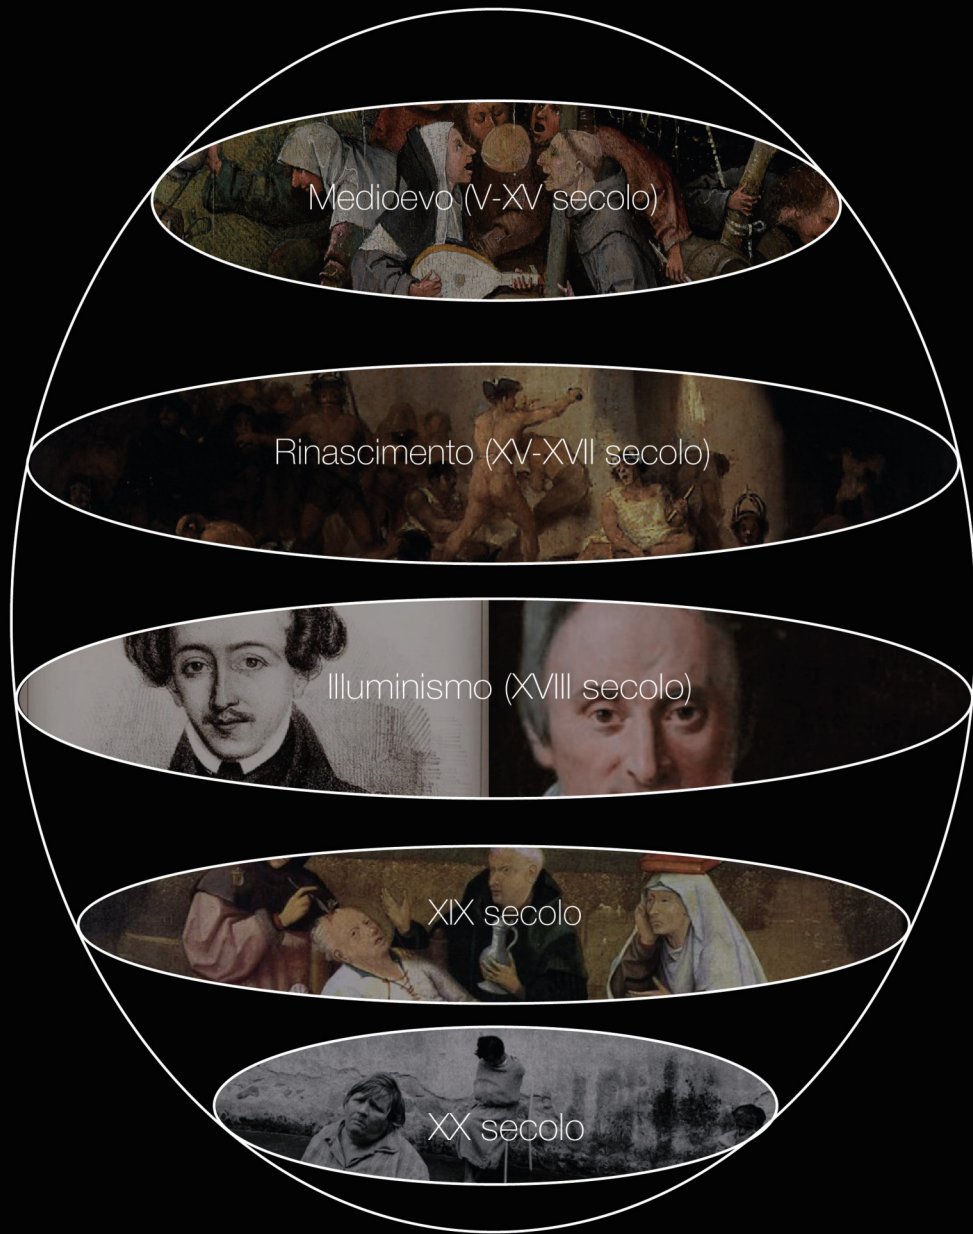 Medioevo (V-XV secolo)
Rinascimento (XV-XVII secolo)
Illuminismo (XVIII secolo)
XIX secolo
XX secolo